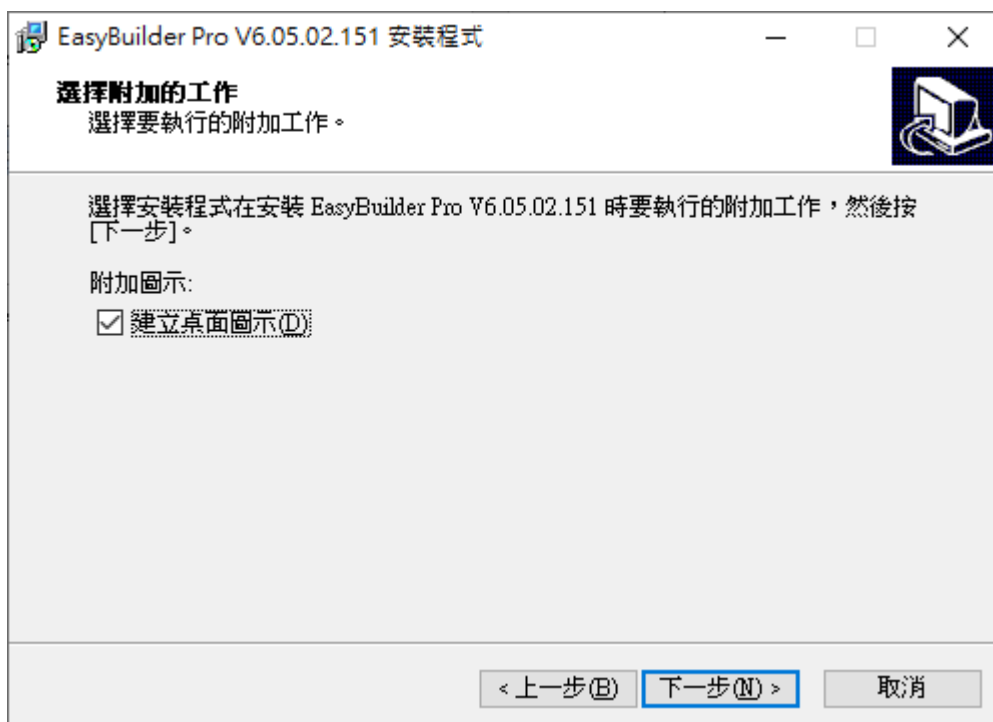 EasyBuilder Pro V6.05.02.151 安裝程式
選擇附加的工作
選擇要執行的附加工作。
選擇安裝程式在安裝 EasyBuilder Pro V6.05.02.151 時要執行的附加工作，然後按
[下一步]。
附加圖示:
建立桌面圖示(D)
< 上一步(B)
下一步(N) >
取消